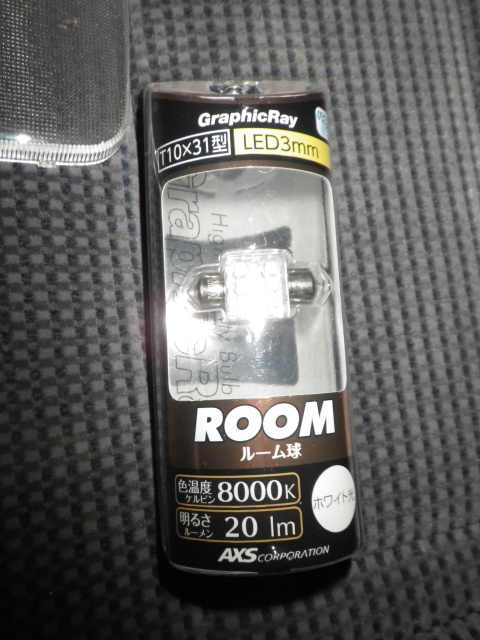 GraphicRay
T10×31型 LED3mm
ROOM
ルーム球
色温度 ケルビン 8000K
ホワイト光
明るさ ルーメン 20 lm
AXS CORPORATION